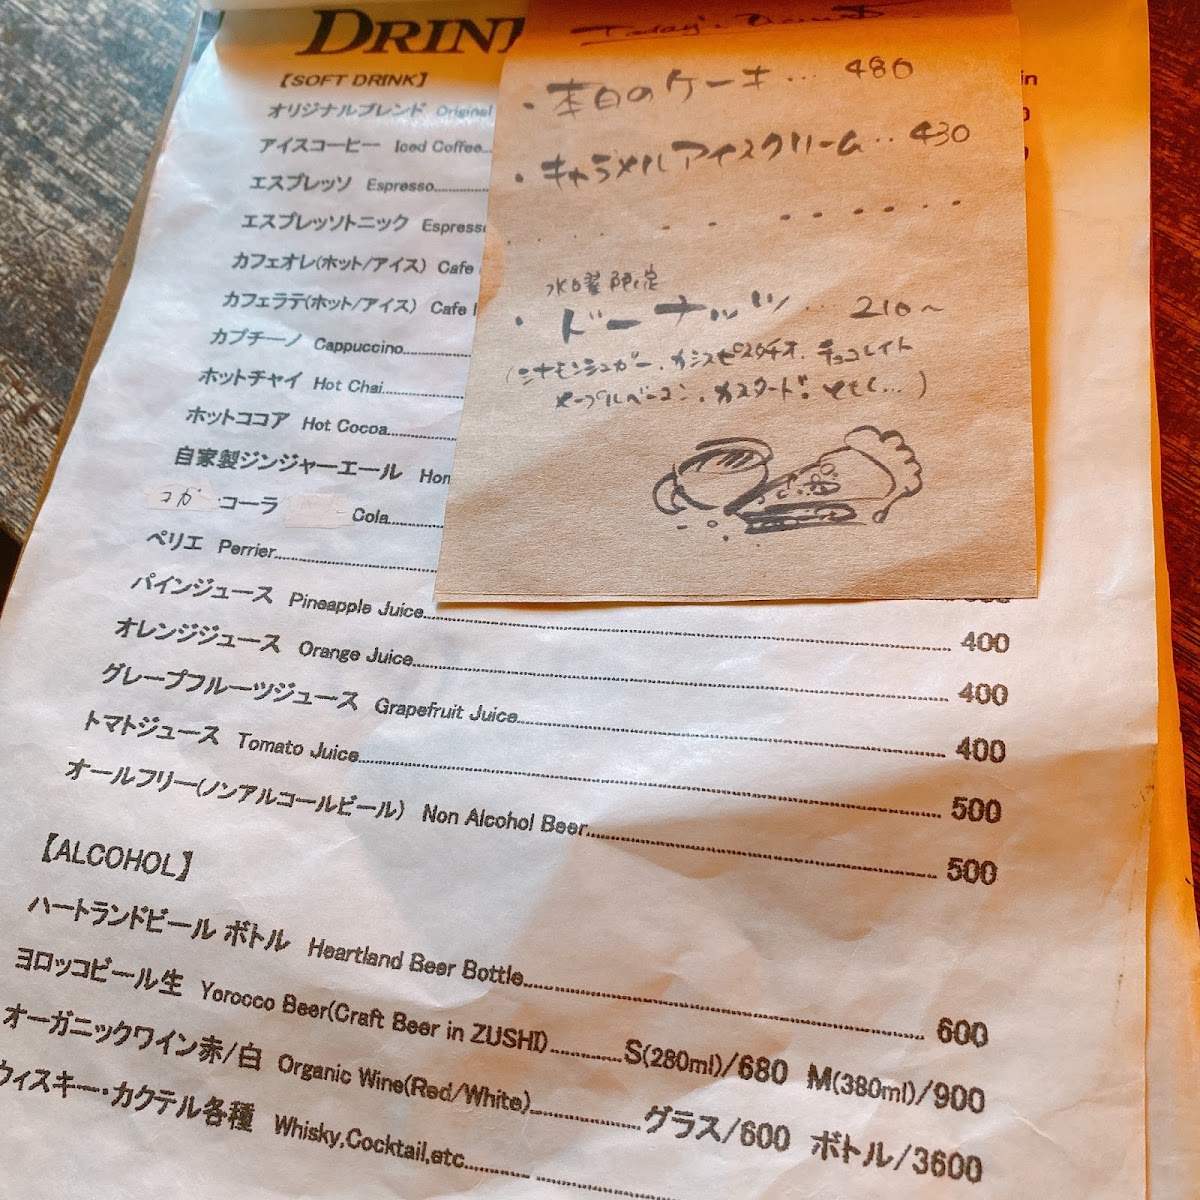 DRIN
Today's Dessert
・本日のケーキ… 480
・キャラメルアイスクリーム‥430
水曜限定
・ドーナッツ… 210～
(シナモンシュガー、カシスピスタチオ、チョコレイト
メープルベーコン、カスタード。
【SOFT DRINK】
オリジナルブレンド Original
アイスコーヒー Iced Coffee
エスプレッソ Espresso
エスプレッソトニック Espress
カフェオレ(ホット/アイス) Cafe
カフェラテ(ホット/アイス) Cafe
カプチーノ Cappuccino
ホットチャイ Hot Chai
ホットココア Hot Cocoa
自家製ジンジャーエール Hom
コガ・コーラ Cola
ペリエ Perrier
パインジュース Pineapple Juice 400
オレンジジュース Orange Juice 400
グレープフルーツジュース Grapefruit Juice 400
トマトジュース Tomato Juice 500
オールフリー(ノンアルコールビール) Non Alcohol Beer 500
【ALCOHOL】
ハートランドビール ボトル Heartland Beer Bottle 600
ヨロッコビール生 Yorocco Beer(Craft Beer in ZUSHI) S(280ml)/680 M(380ml)/900
オーガニックワイン赤/白 Organic Wine(Red/White) グラス/600 ボトル/3600
ウィスキー・カクテル各種 Whisky,Cocktail,etc